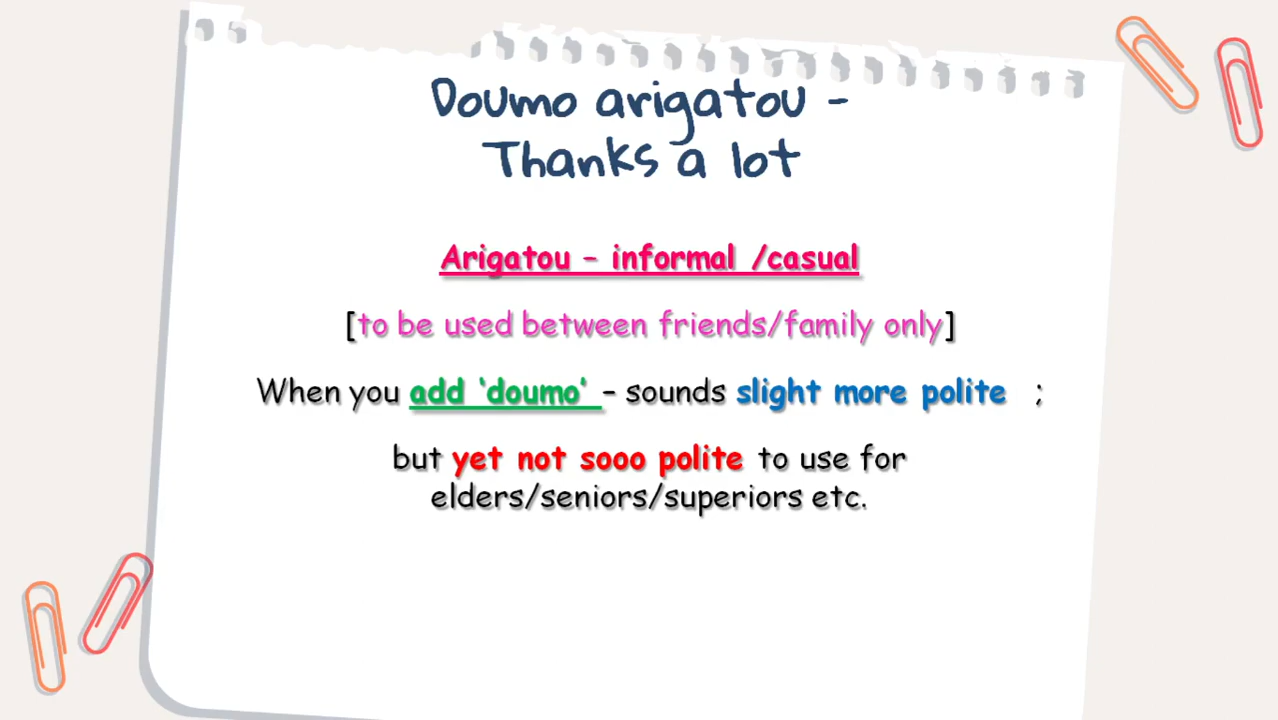 Doumo arigatou -
Thanks a lot
Arigatou – informal /casual
[to be used between friends/family only]
When you add ‘doumo’ – sounds slight more polite ;
but yet not sooo polite to use for
elders/seniors/superiors etc.